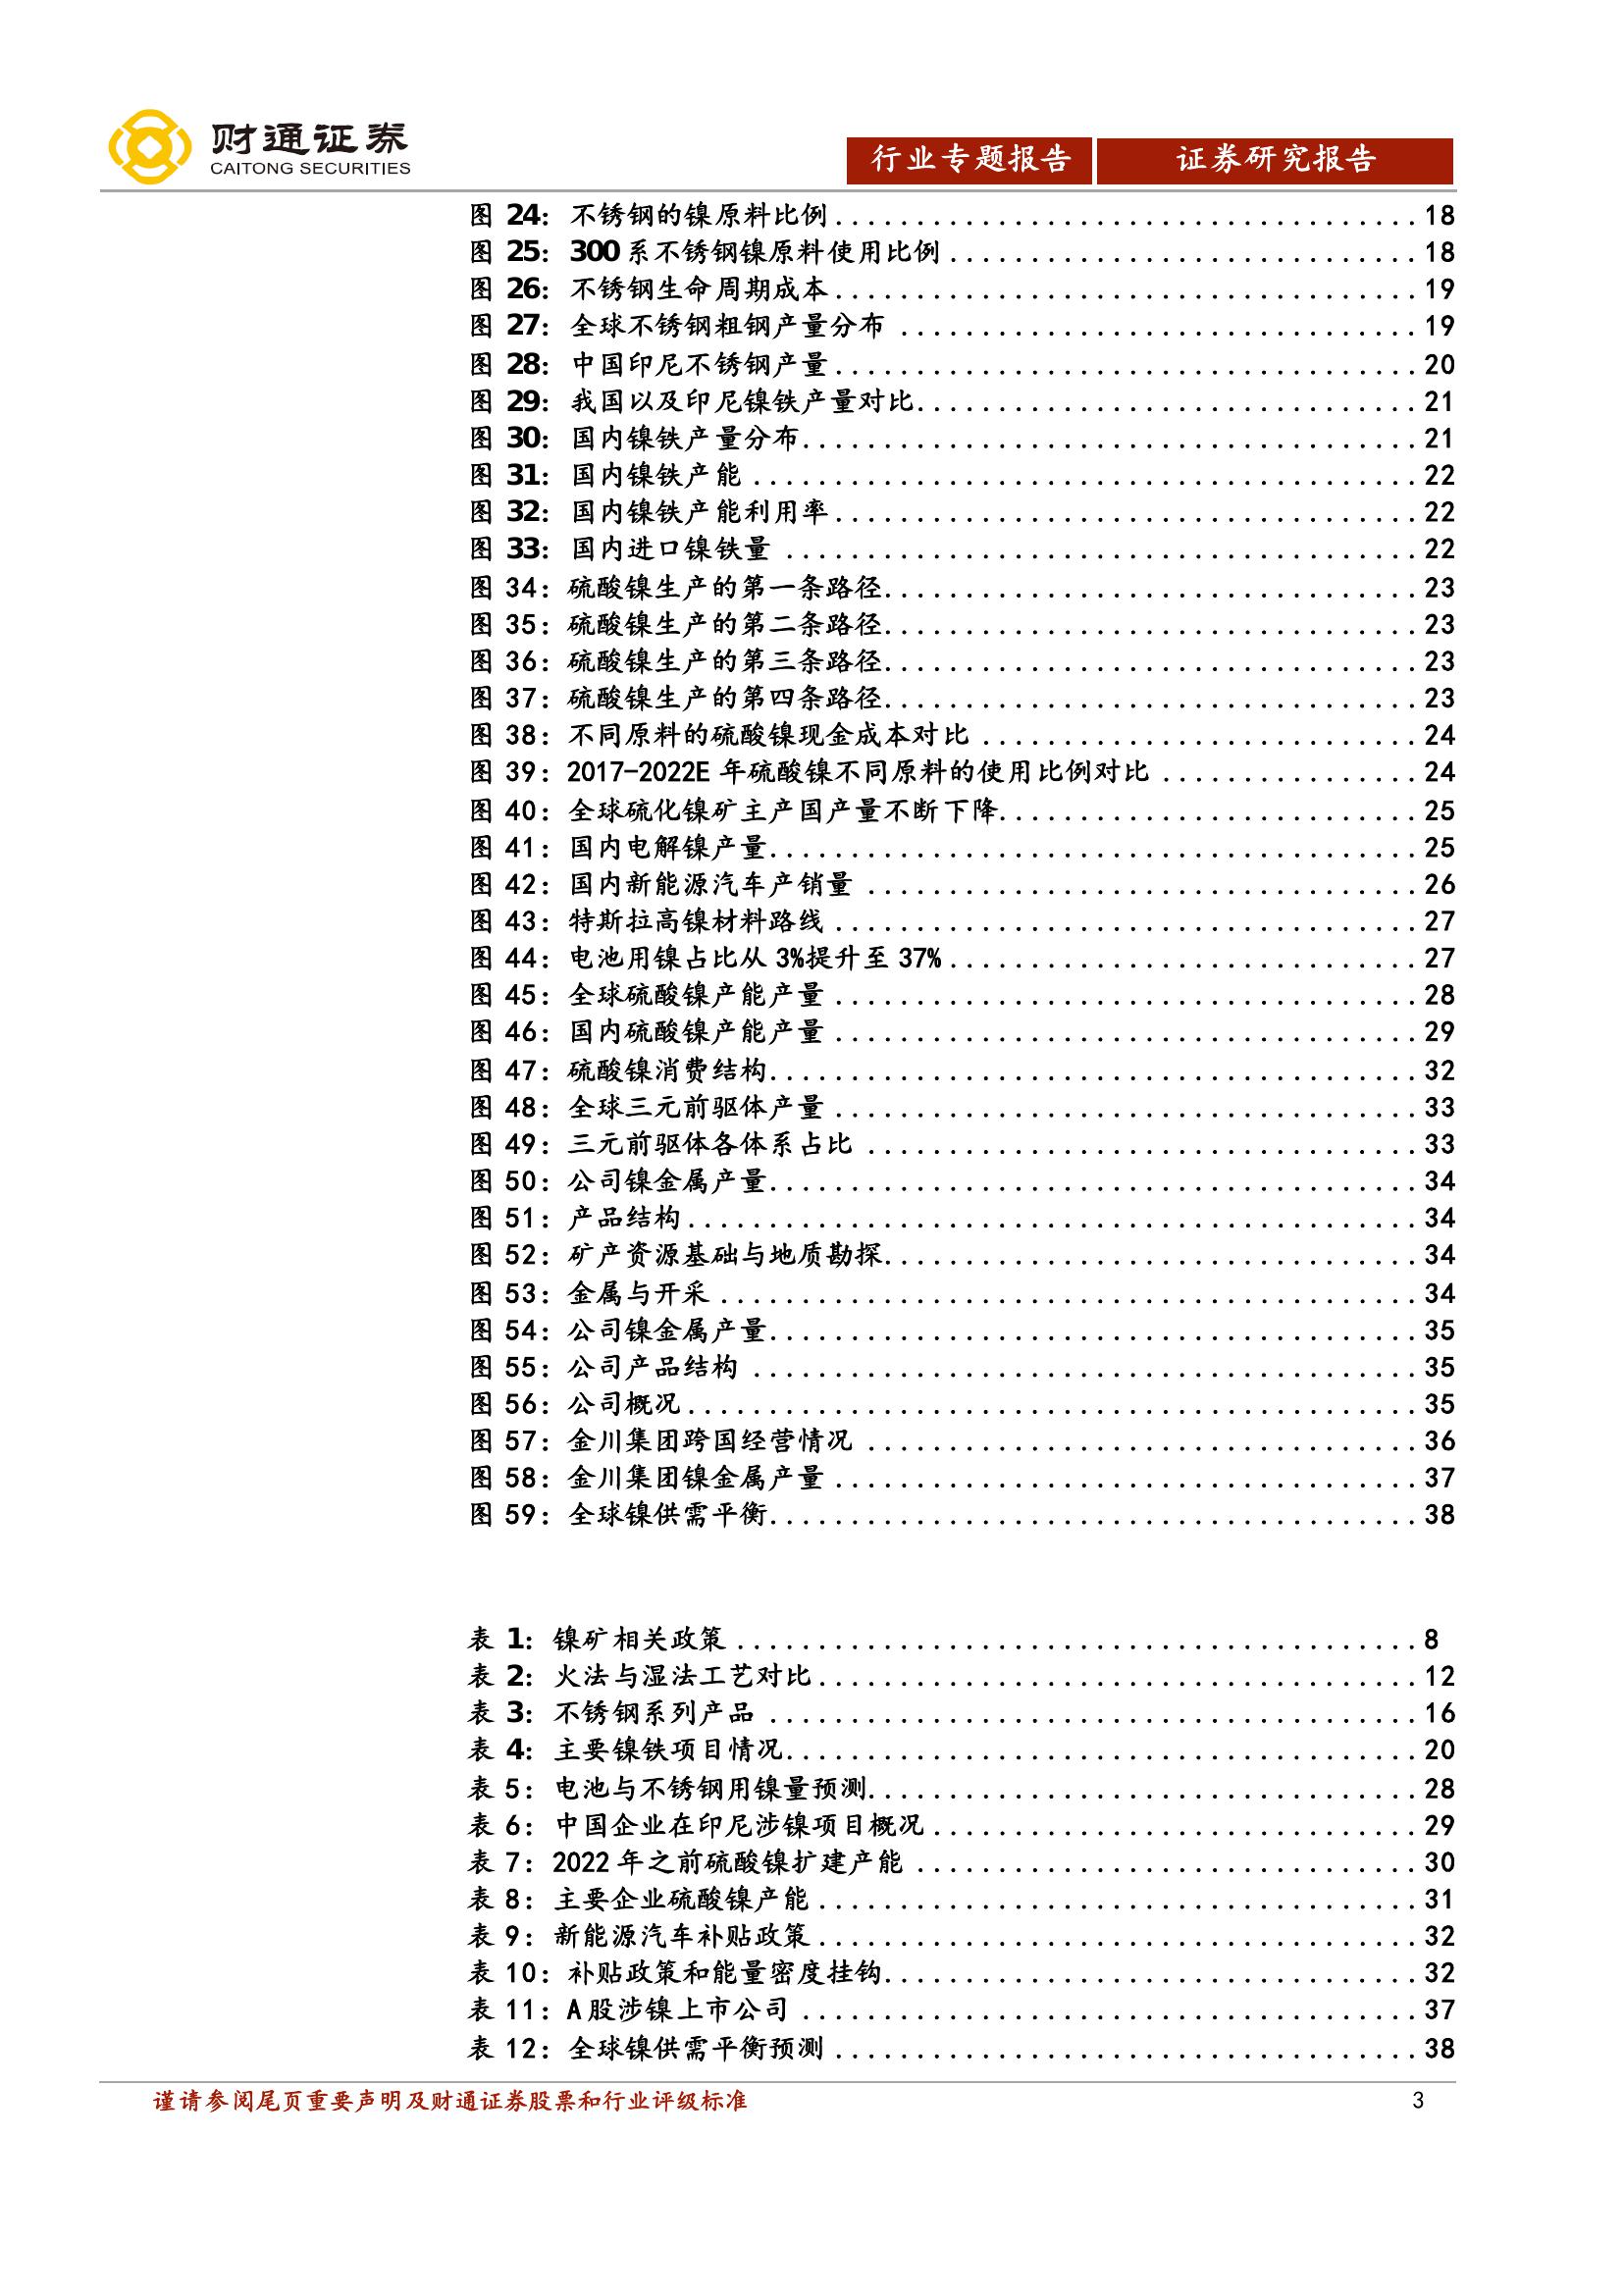 财通证券
CAITONG SECURITIES
行业专题报告 证券研究报告
图 24： 不锈钢的镍原料比例....................................18
图 25： 300 系不锈钢镍原料使用比例.............................18
图 26： 不锈钢生命周期成本....................................19
图 27： 全球不锈钢粗钢产量分布................................19
图 28： 中国印尼不锈钢产量....................................20
图 29： 我国以及印尼镍铁产量对比...............................21
图 30： 国内镍铁产量分布......................................21
图 31： 国内镍铁产能.........................................22
图 32： 国内镍铁产能利用率....................................22
图 33： 国内进口镍铁量.......................................22
图 34：硫酸镍生产的第一条路径.................................23
图 35：硫酸镍生产的第二条路径.................................23
图 36：硫酸镍生产的第三条路径.................................23
图 37：硫酸镍生产的第四条路径.................................23
图 38：不同原料的硫酸镍现金成本对比...........................24
图 39：2017-2022E 年硫酸镍不同原料的使用比例对比................24
图 40：全球硫化镍矿主产国产量不断下降..........................25
图 41：国内电解镍产量........................................25
图 42：国内新能源汽车产销量..................................26
图 43：特斯拉高镍材料路线....................................27
图 44：电池用镍占比从 3%提升至 37%.............................27
图 45：全球硫酸镍产能产量....................................28
图 46：国内硫酸镍产能产量....................................29
图 47：硫酸镍消费结构........................................32
图 48：全球三元前驱体产量....................................33
图 49：三元前驱体各体系占比..................................33
图 50：公司镍金属产量........................................34
图 51：产品结构.............................................34
图 52：矿产资源基础与地质勘探.................................34
图 53：金属与开采...........................................34
图 54：公司镍金属产量........................................35
图 55：公司产品结构.........................................35
图 56：公司概况.............................................35
图 57：金川集团跨国经营情况..................................36
图 58：金川集团镍金属产量....................................37
图 59：全球镍供需平衡........................................38
表 1： 镍矿相关政策..........................................8
表 2： 火法与湿法工艺对比.....................................12
表 3： 不锈钢系列产品........................................16
表 4： 主要镍铁项目情况.......................................20
表 5：电池与不锈钢用镍量预测..................................28
表 6：中国企业在印尼涉镍项目概况..............................29
表 7：2022 年之前硫酸镍扩建产能...............................30
表 8：主要企业硫酸镍产能.....................................31
表 9：新能源汽车补贴政策.....................................32
表 10：补贴政策和能量密度挂钩.................................32
表 11：A 股涉镍上市公司......................................37
表 12：全球镍供需平衡预测....................................38
谨请参阅尾页重要声明及财通证券股票和行业评级标准 3